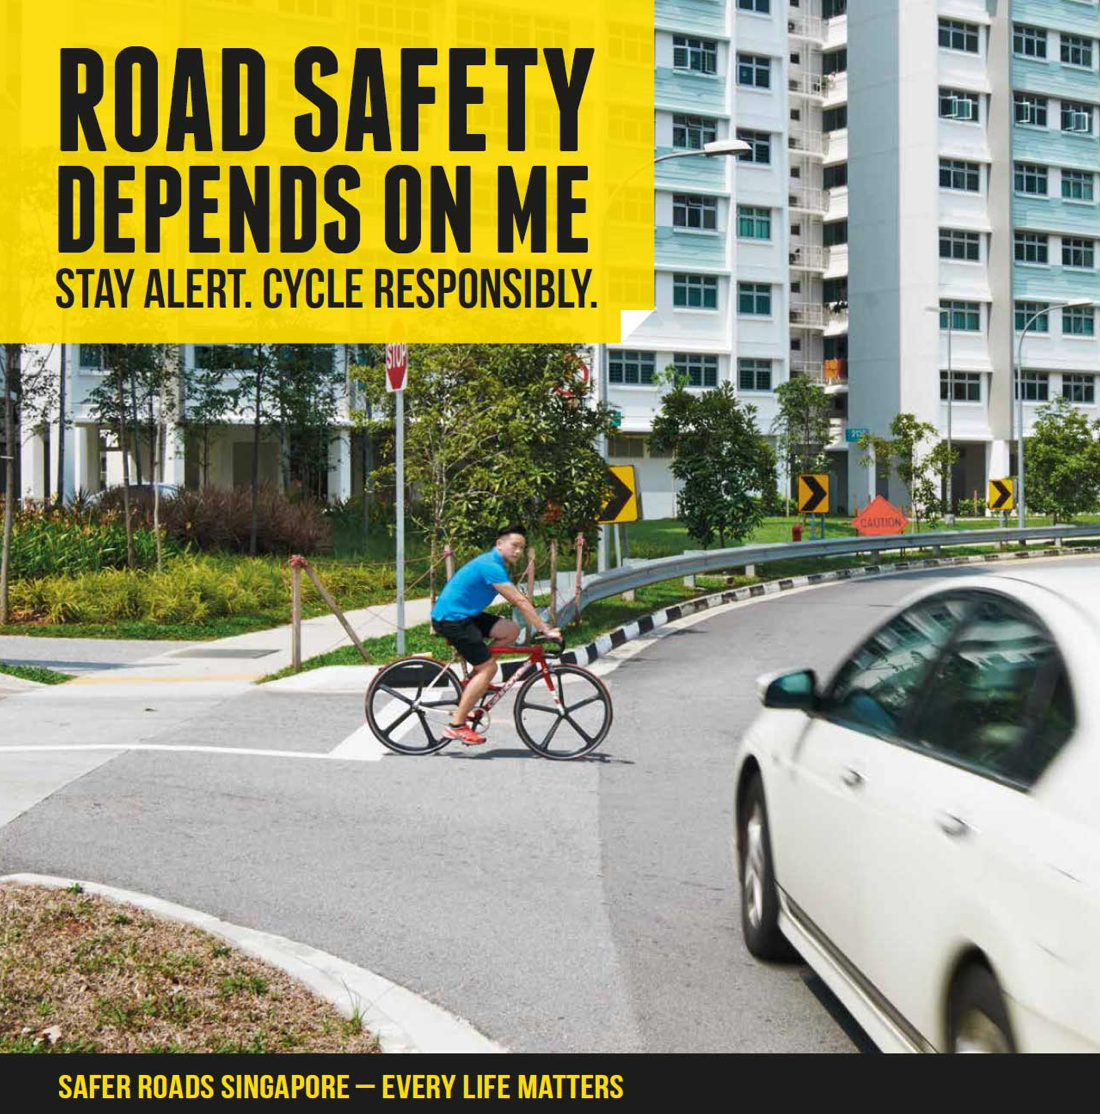 ROAD SAFETY
DEPENDS ON ME
STAY ALERT. CYCLE RESPONSIBLY.
STOP
CAUTION
SAFER ROADS SINGAPORE – EVERY LIFE MATTERS